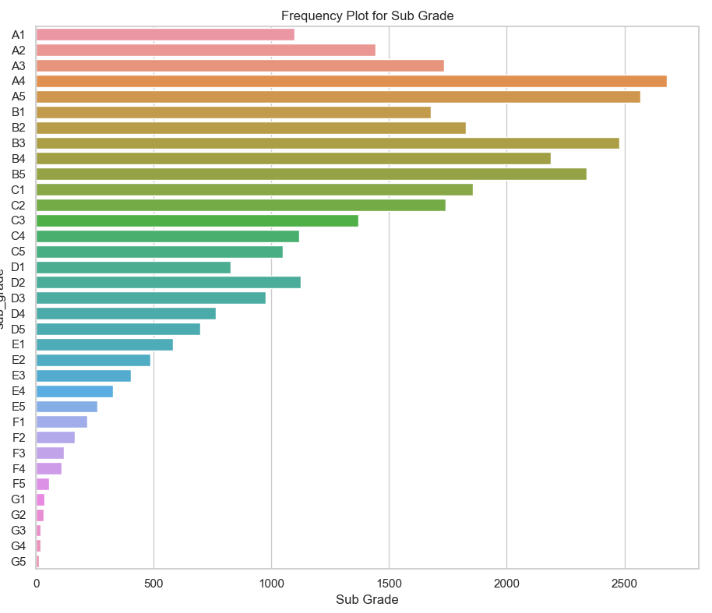 Frequency Plot for Sub Grade
A1
A2
A3
A4
A5
B1
B2
B3
B4
B5
C1
C2
C3
C4
C5
D1
D2
D3
D4
D5
E1
E2
E3
E4
E5
F1
F2
F3
F4
F5
G1
G2
G3
G4
G5
sub_grade
0 500 1000 1500 2000 2500
Sub Grade